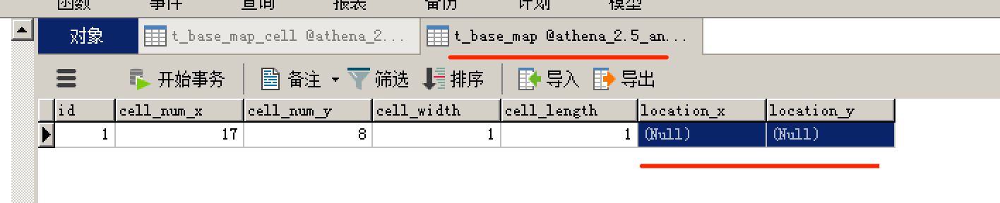 函数 事件 查询 报表 备份 计划 模型
对象 t_base_map_cell @athena_2... t_base_map @athena_2.5_an...
开始事务 备注 筛选 排序 导入 导出
id cell_num_x cell_num_y cell_width cell_length location_x location_y
1 17 8 1 1 (Null) (Null)